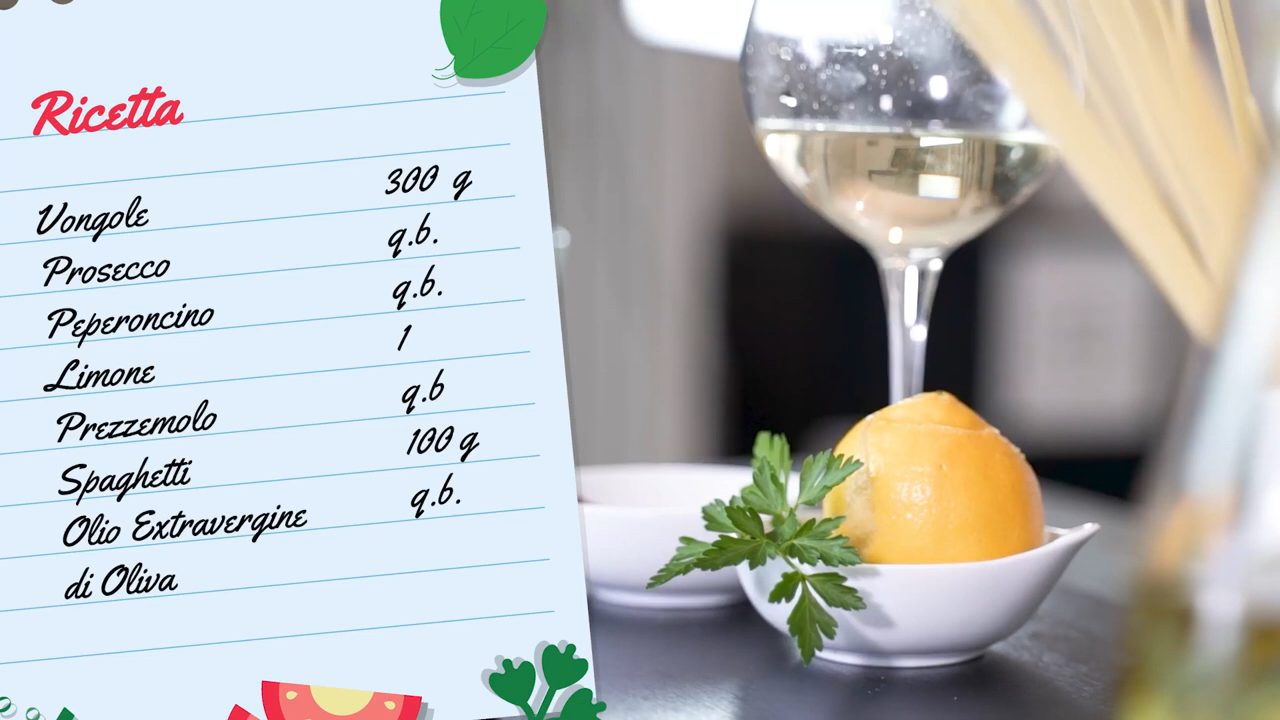 Ricetta
Vongole 300 g
Prosecco q.b.
Peperoncino q.b.
Limone 1
Prezzemolo q.b
Spaghetti 100 g
Olio Extravergine q.b.
di Oliva